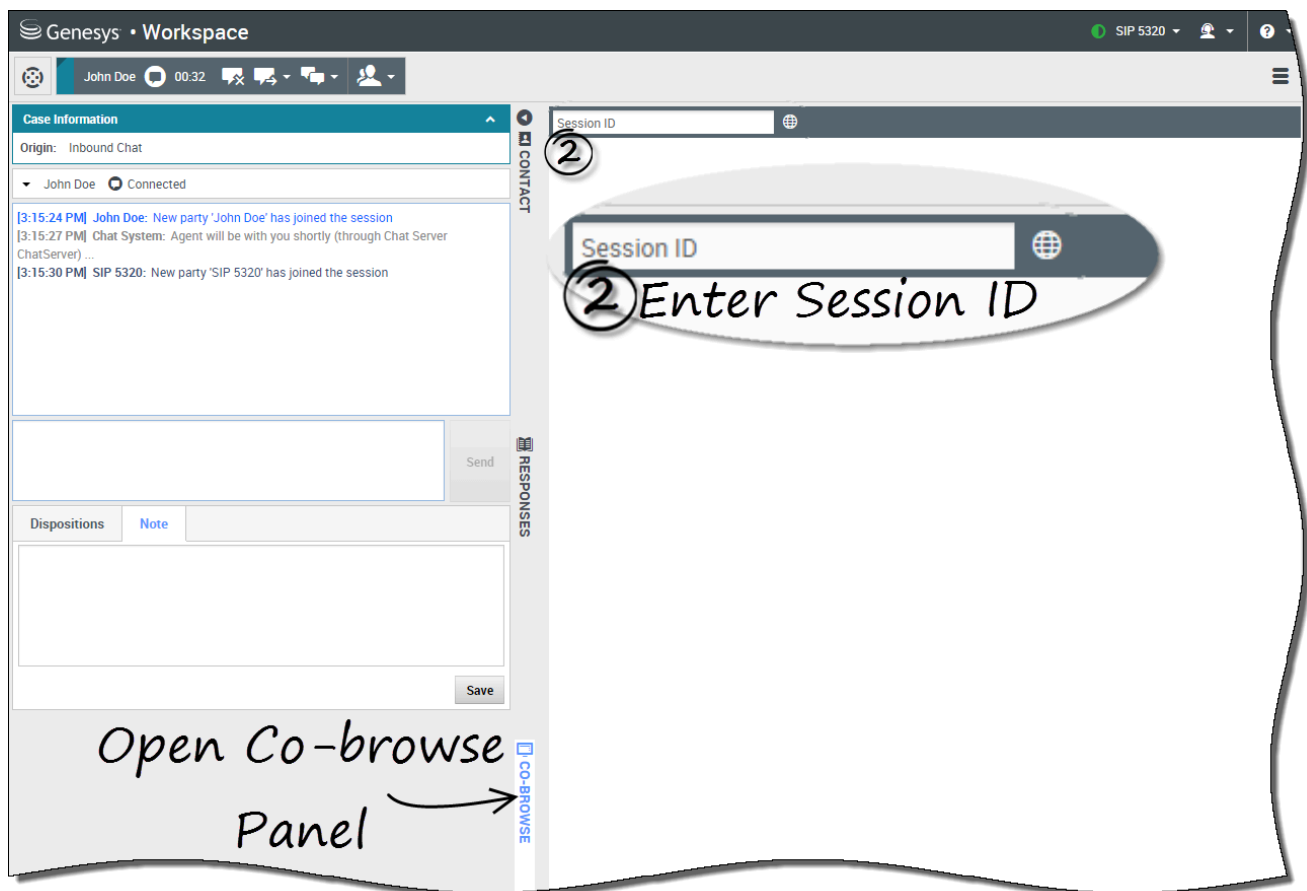 Genesys • Workspace
SIP 5320
John Doe 00:32
Case Information
Origin: Inbound Chat
John Doe Connected
[3:15:24 PM] John Doe: New party 'John Doe' has joined the session
[3:15:27 PM] Chat System: Agent will be with you shortly (through Chat Server
ChatServer) ...
[3:15:30 PM] SIP 5320: New party 'SIP 5320' has joined the session
Send
Dispositions Note
Save
Open Co-browse
Panel
CONTACT
RESPONSES
CO-BROWSE
Session ID
2
Session ID
2 Enter Session ID